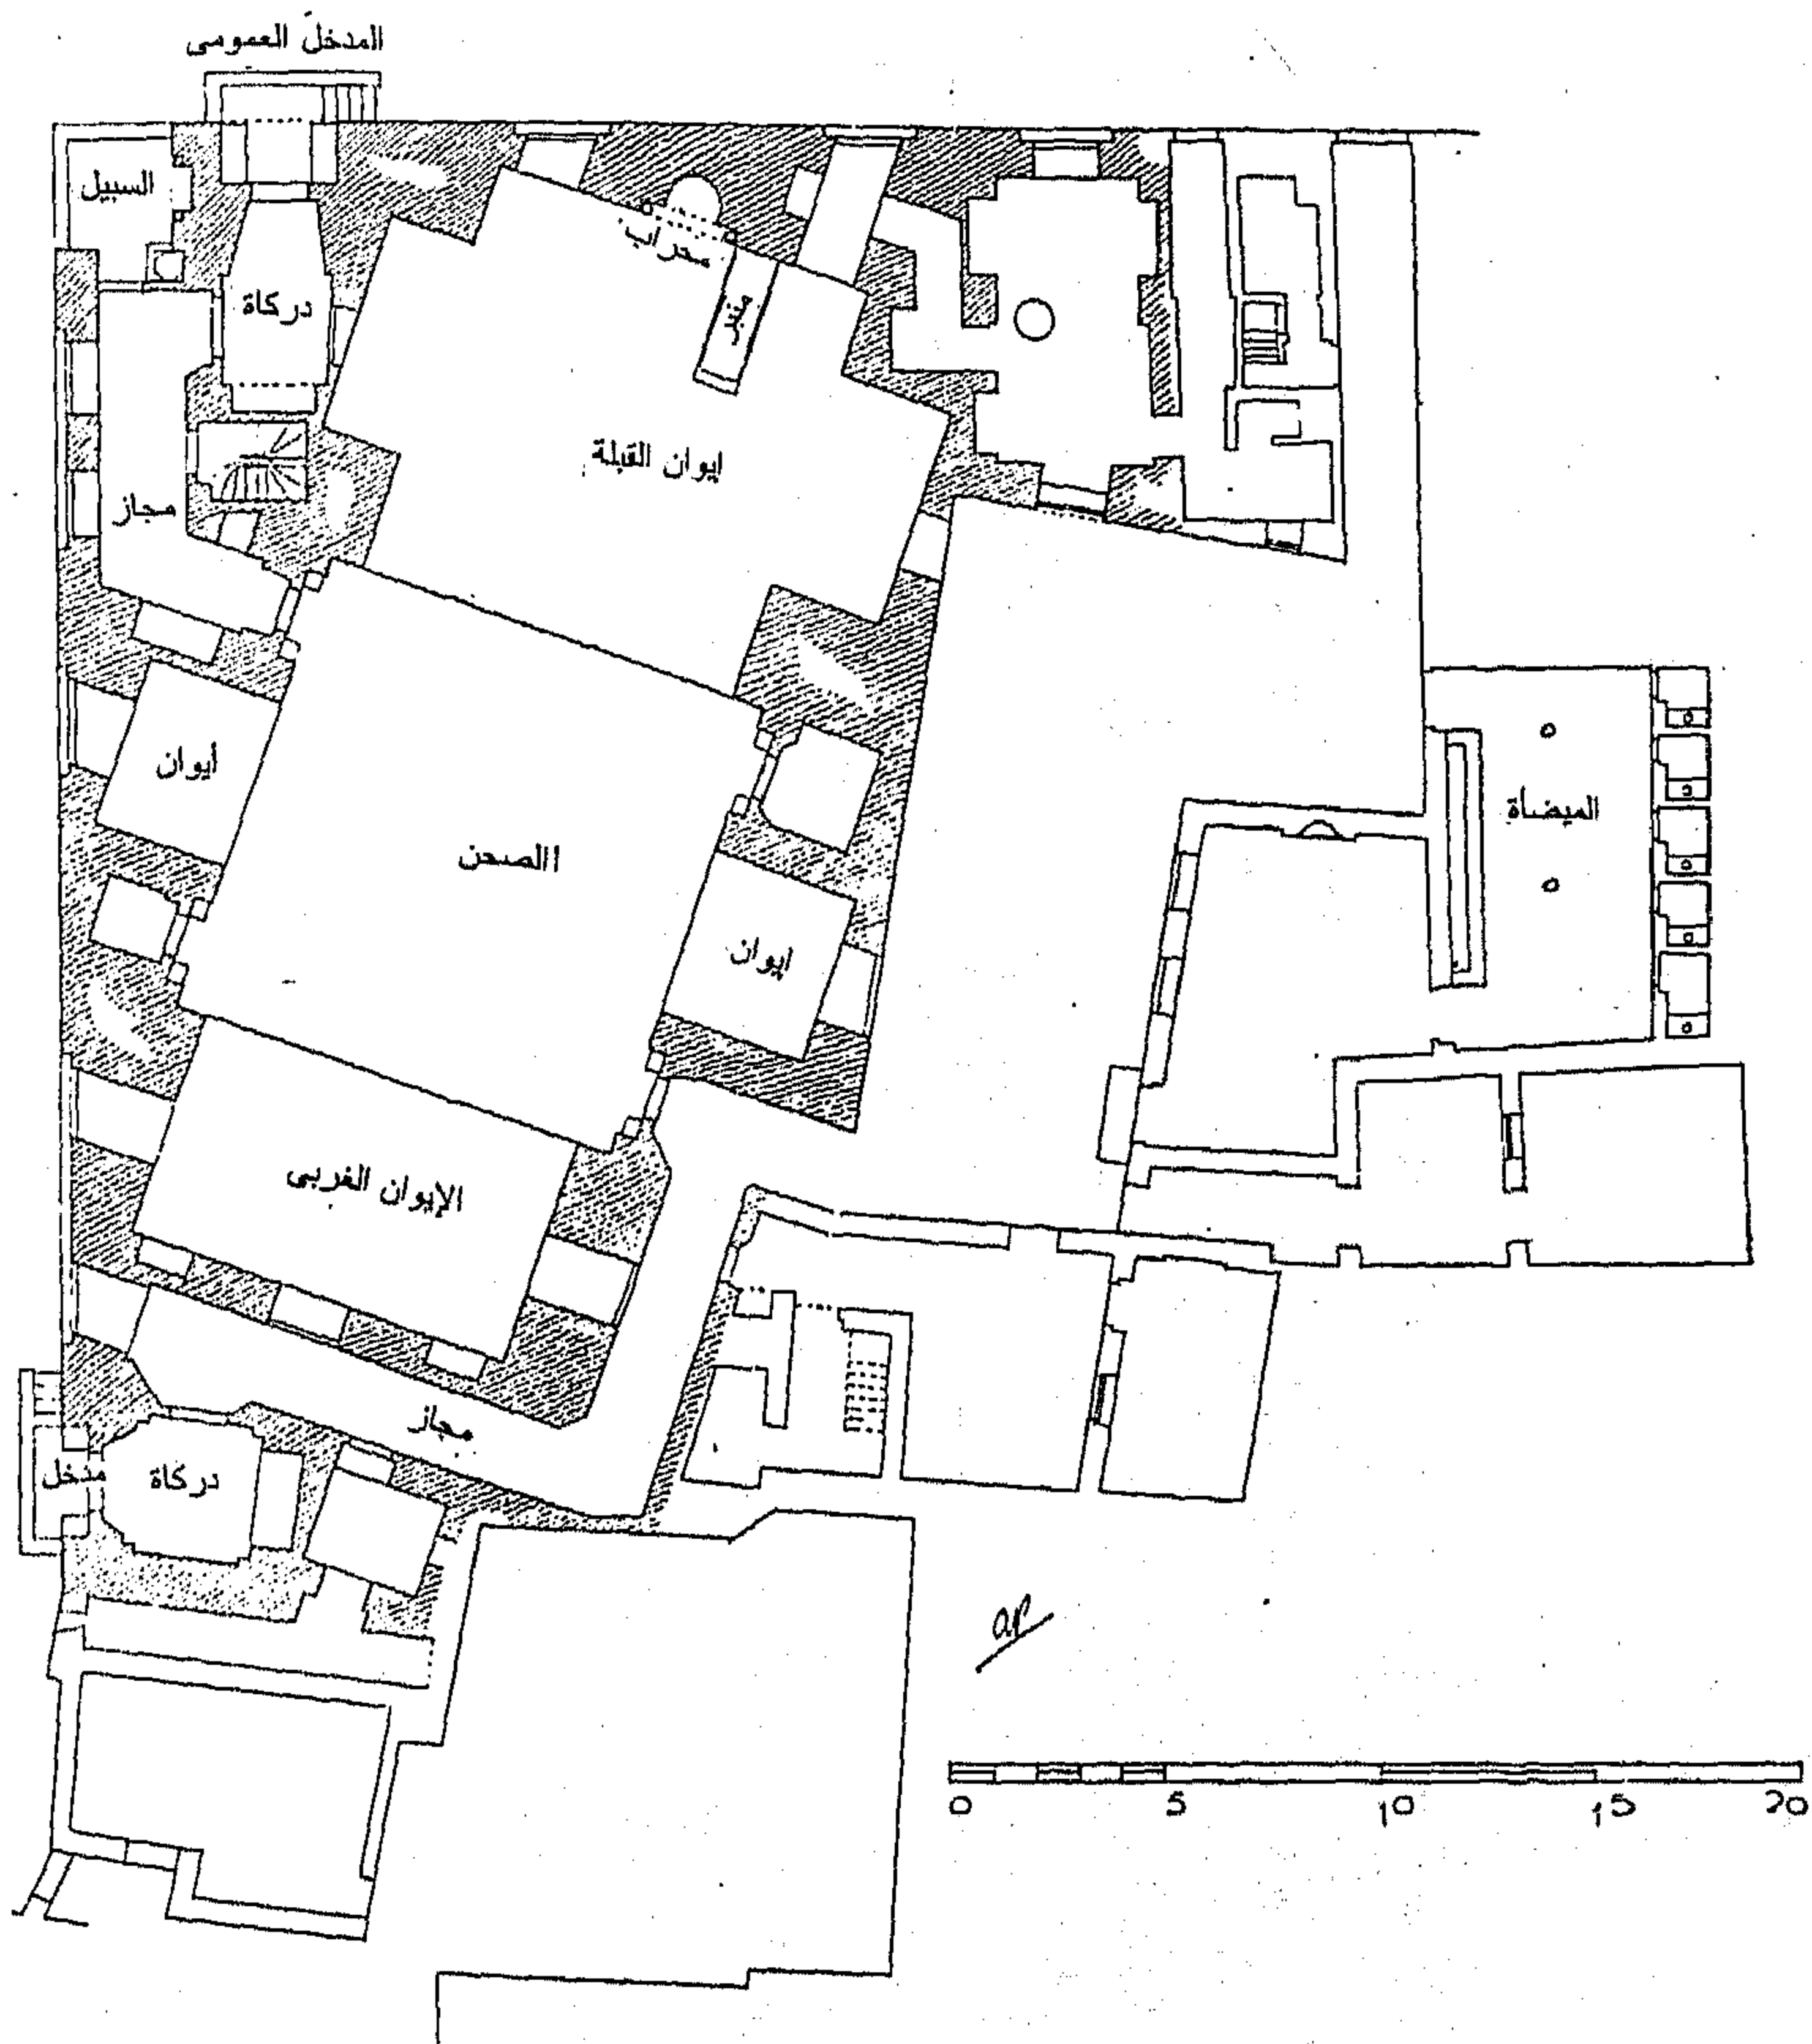 المدخل العمومى
السبيل
محراب
منبر
دركاة
ايوان القبلة
مجاز
أيوان
الميضأة
االصحن
ايوان
الإيوان الغربى
مجاز
مدخل
دركاة
0 5 10 15 20